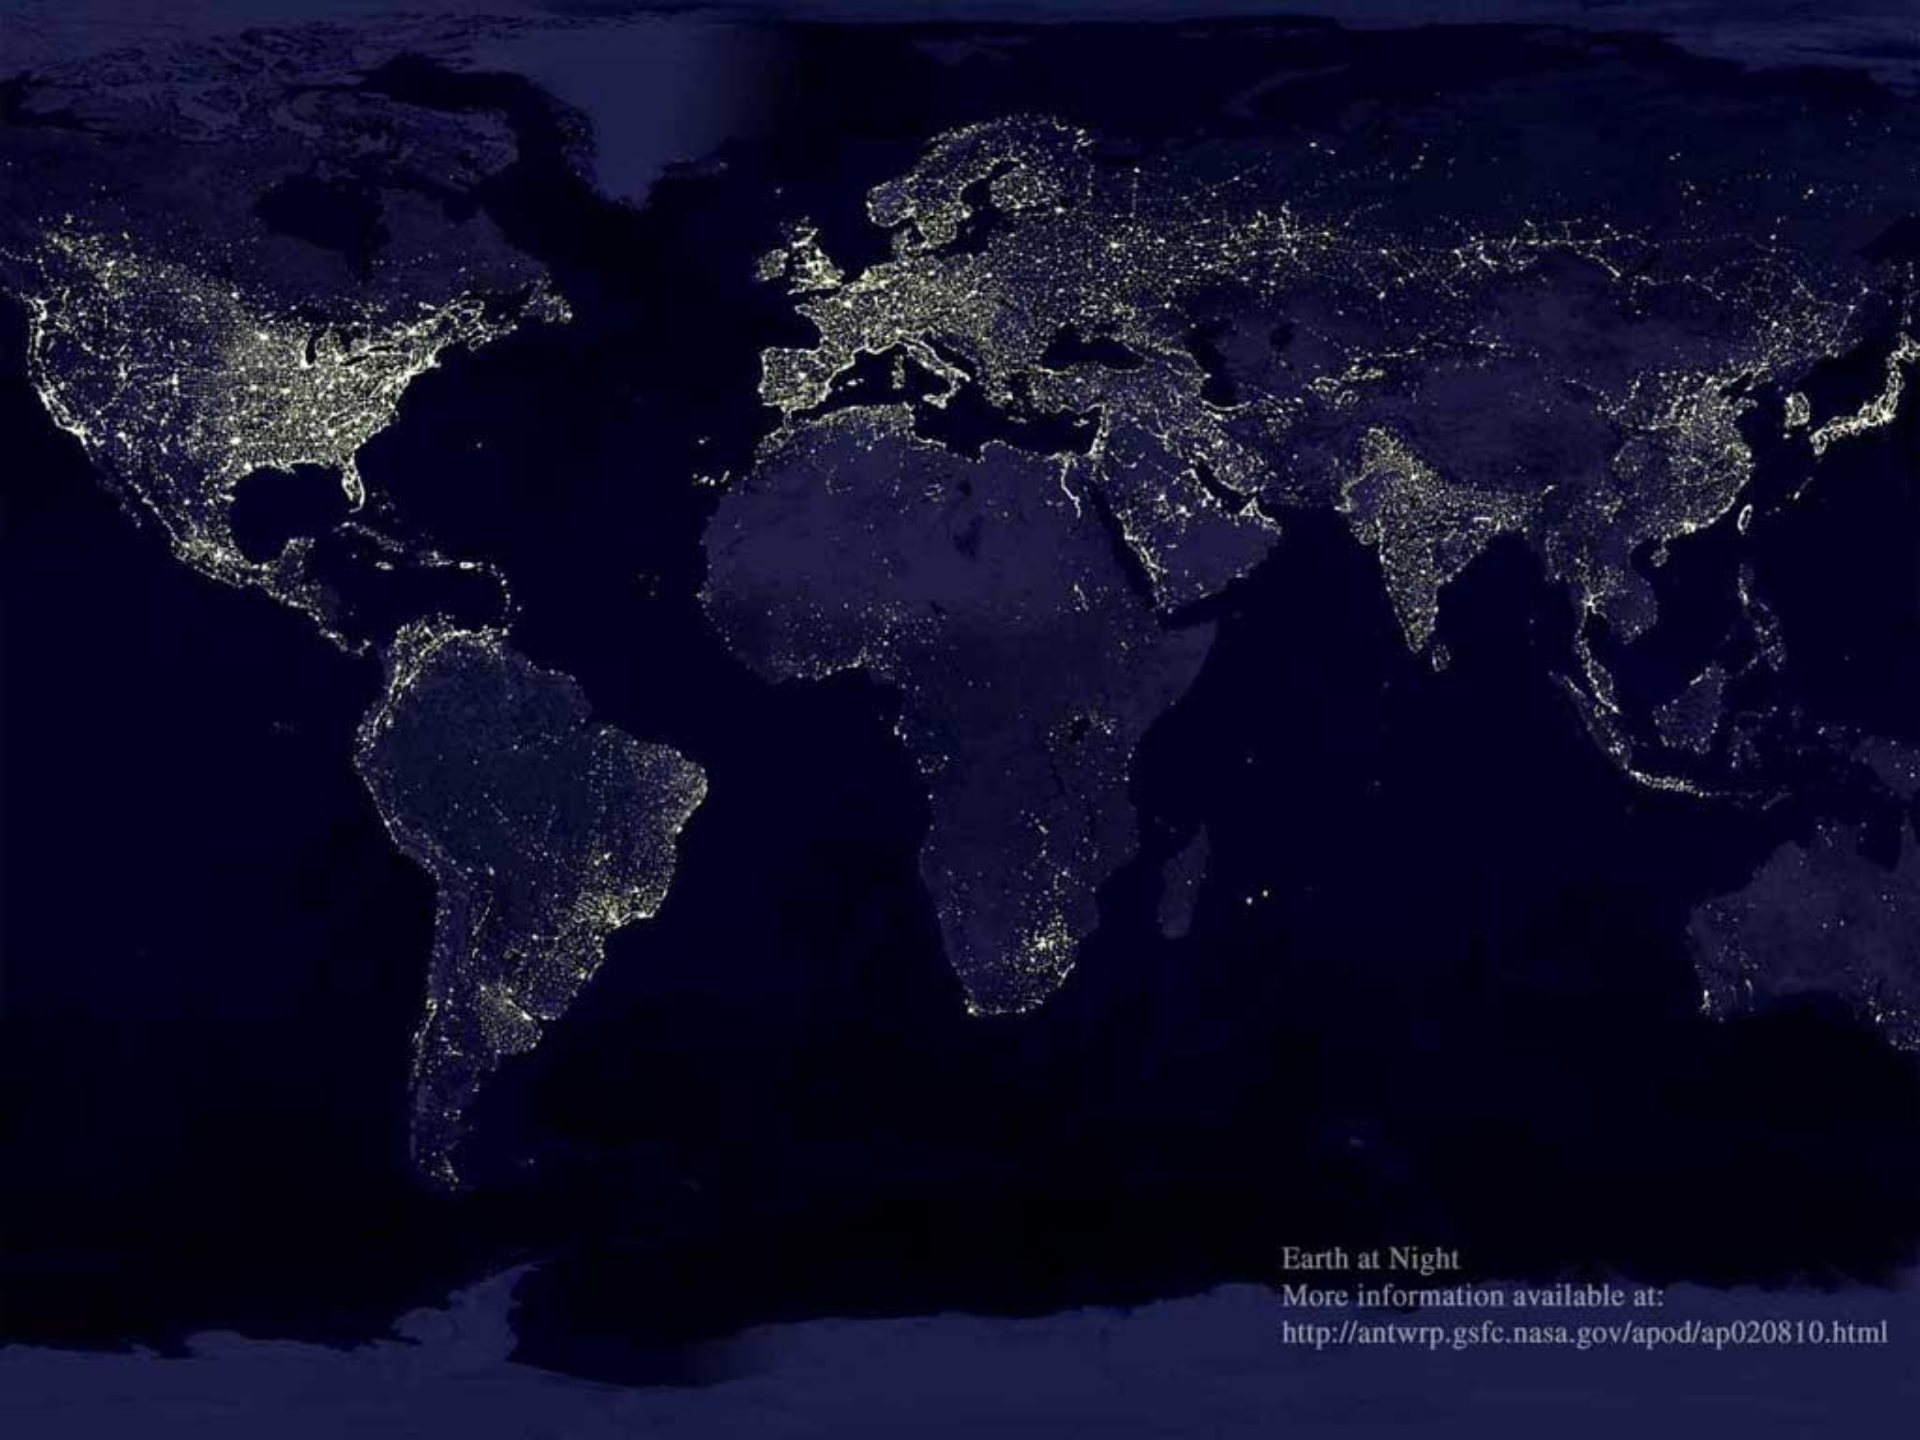 Earth at Night
More information available at:
http://antwrp.gsfc.nasa.gov/apod/ap020810.html